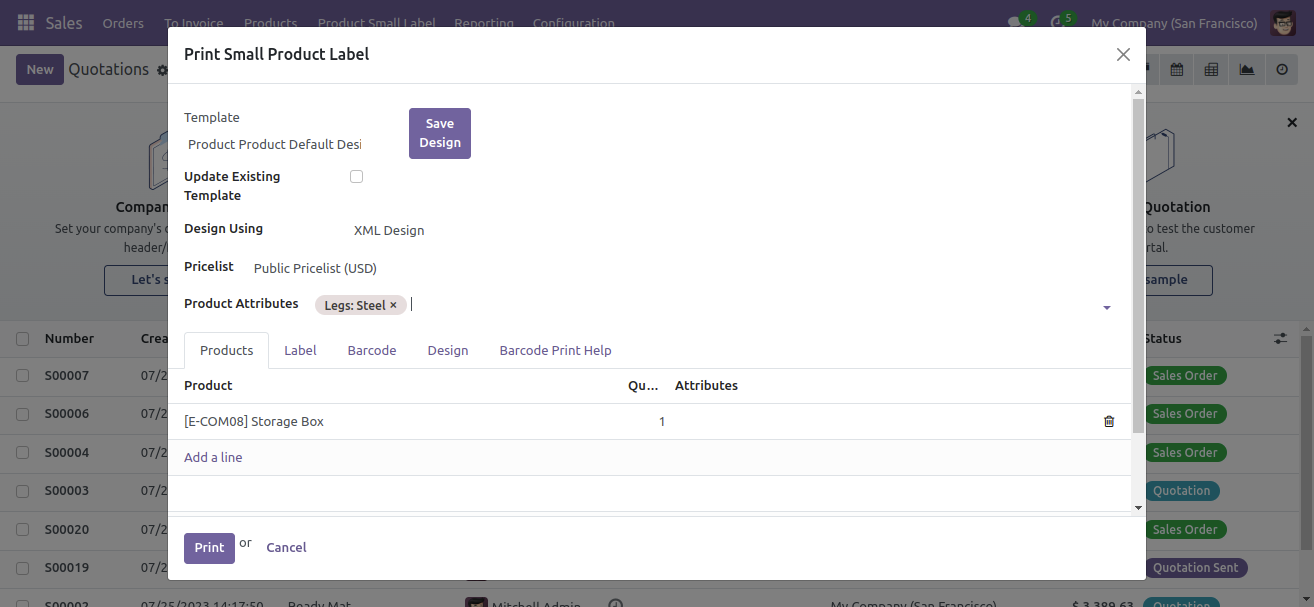 Sales Orders To Invoice Products Product Small Label Reporting Configuration 4 5 My Company (San Francisco)
Print Small Product Label
New Quotations
Template
Product Product Default Desi
Save
Design
Update Existing
Template
Design Using XML Design
Pricelist Public Pricelist (USD)
Product Attributes Legs: Steel ×
Products Label Barcode Design Barcode Print Help
Product Qu... Attributes
[E-COM08] Storage Box 1
Add a line
Print or Cancel
Set your company's
header/
Let's s
Quotation
to test the customer
sample
Number Crea Status
S00007 07/2 Sales Order
S00006 07/2 Sales Order
S00004 07/2 Sales Order
S00003 07/2 Quotation
S00020 07/2 Sales Order
S00019 07/2 Quotation Sent
S00002 07/25/2023 14:17:50 Ready Mat Mitchell Admin My Company (San Francisco) $ 3,389.63 Quotation